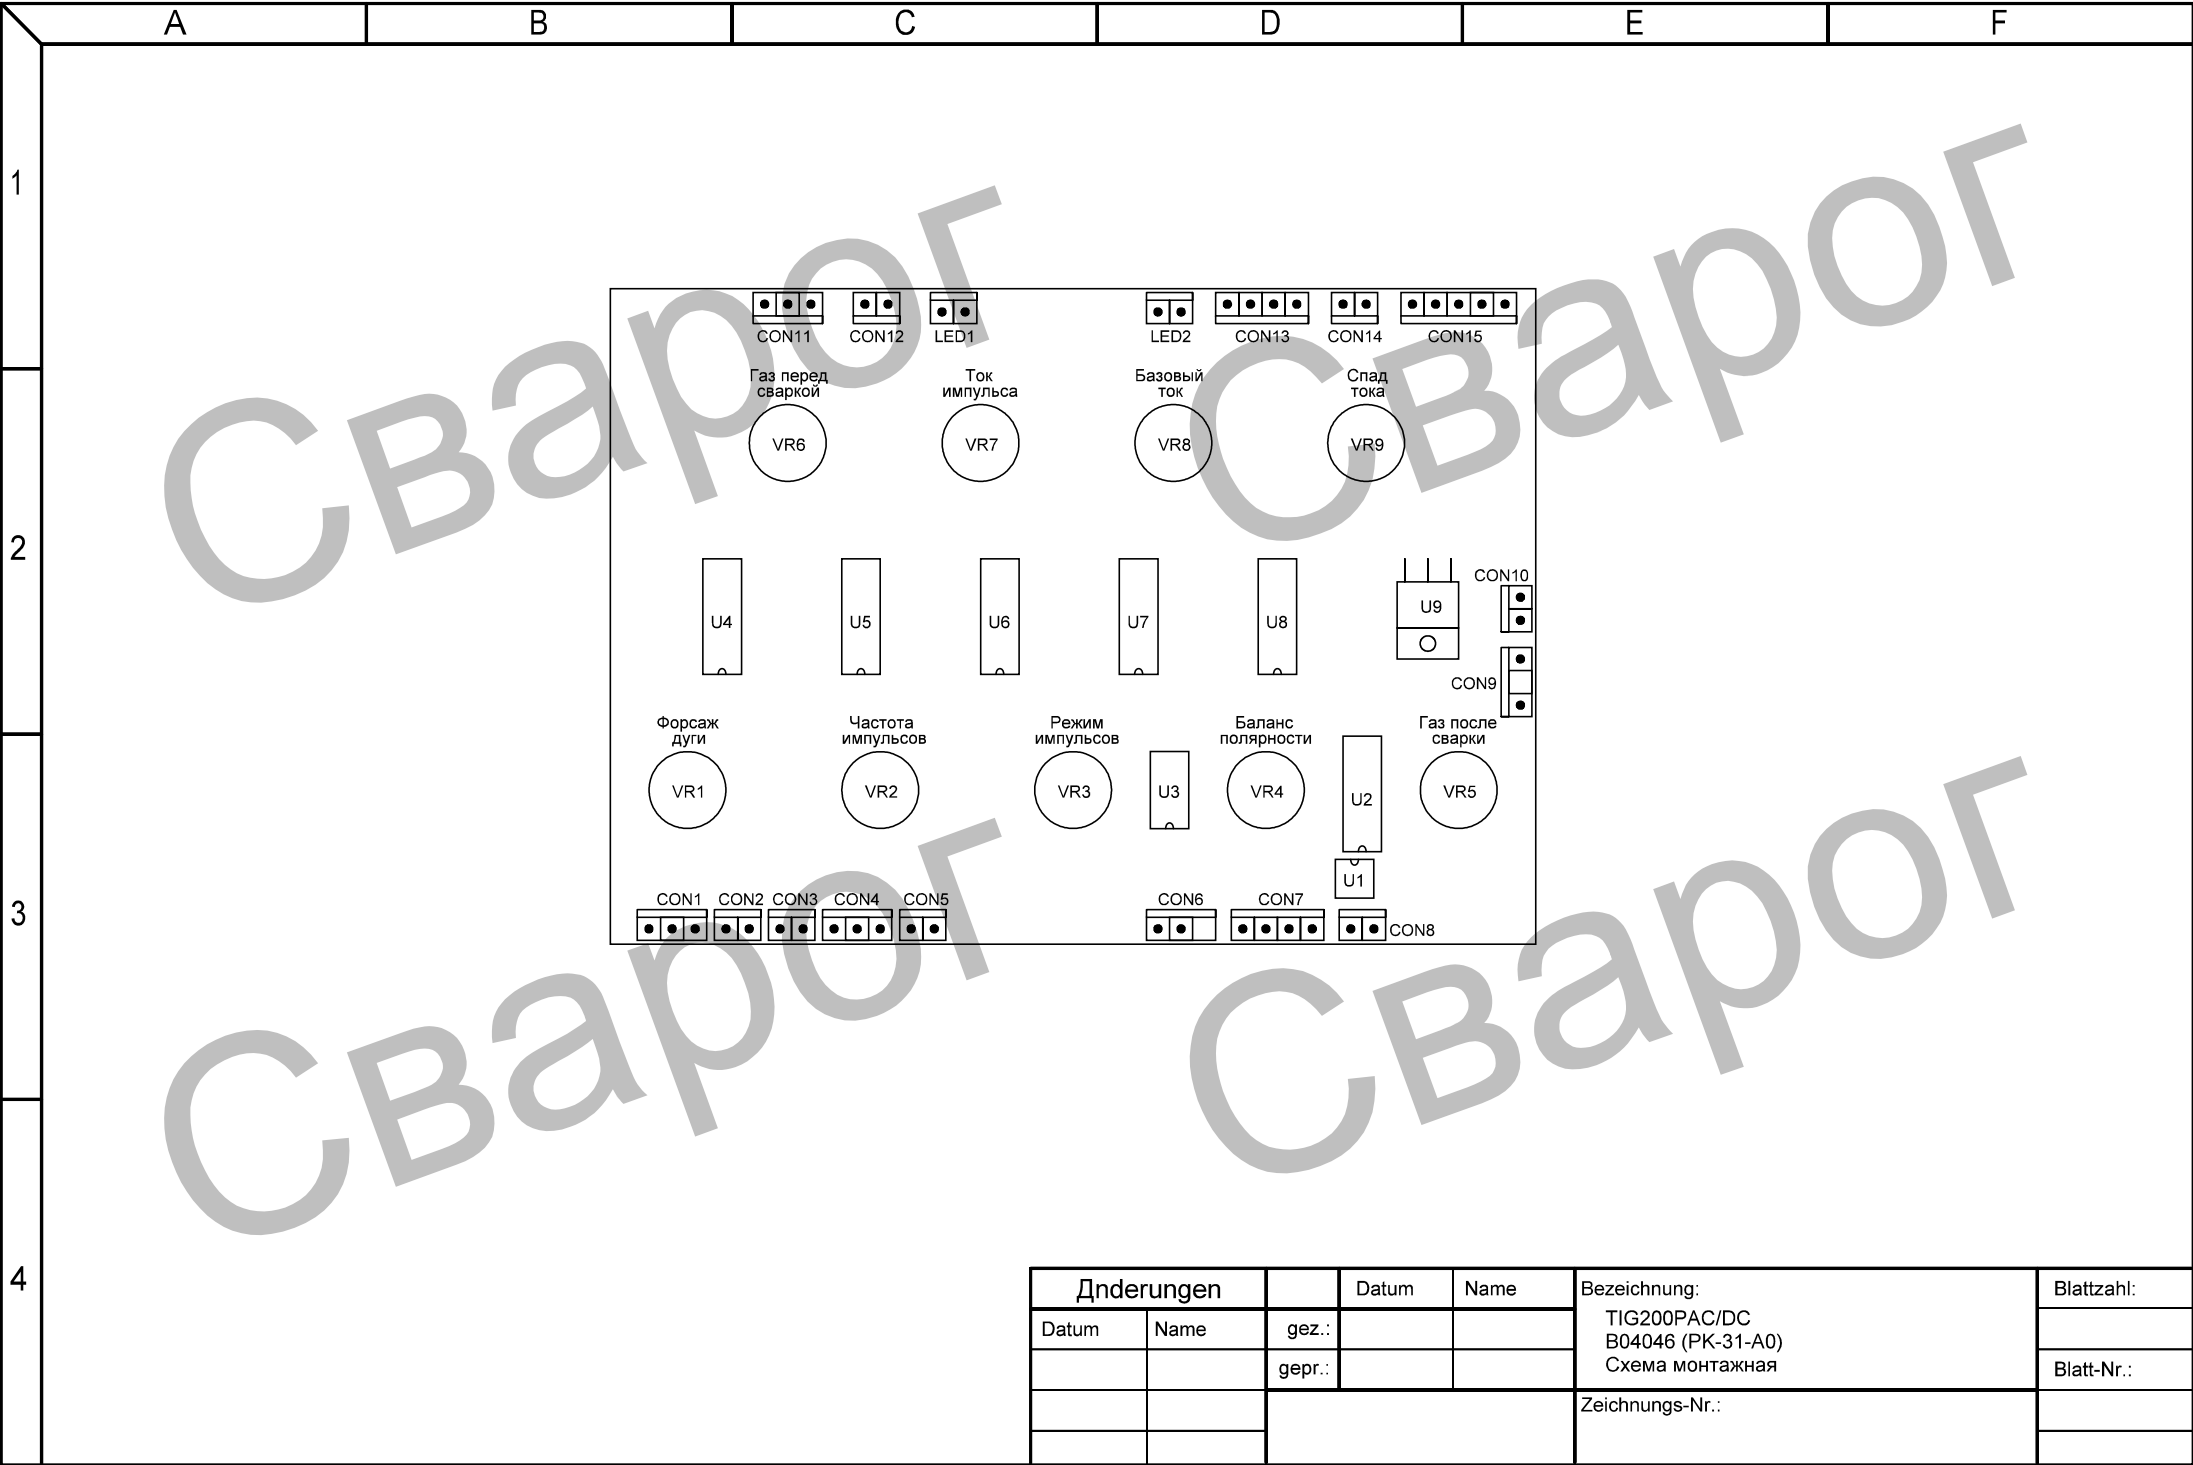 A B C D E F
1
2
3
4
Сварог
Сварог
Сварог
Сварог
CON11 CON12 LED1 LED2 CON13 CON14 CON15
Газ перед
сваркой
VR6
Ток
импульса
VR7
Базовый
ток
VR8
Спад
тока
VR9
U4 U5 U6 U7 U8 U9
CON10
CON9
Форсаж
дуги
VR1
Частота
импульсов
VR2
Режим
импульсов
VR3
U3
Баланс
полярности
VR4
U2
Газ после
сварки
VR5
U1
CON1 CON2 CON3 CON4 CON5 CON6 CON7 CON8
Дnderungen
Datum Name
Datum Name
gez.:
gepr.:
Bezeichnung:
TIG200PAC/DC
B04046 (PK-31-A0)
Схема монтажная
Zeichnungs-Nr.:
Blattzahl:
Blatt-Nr.: